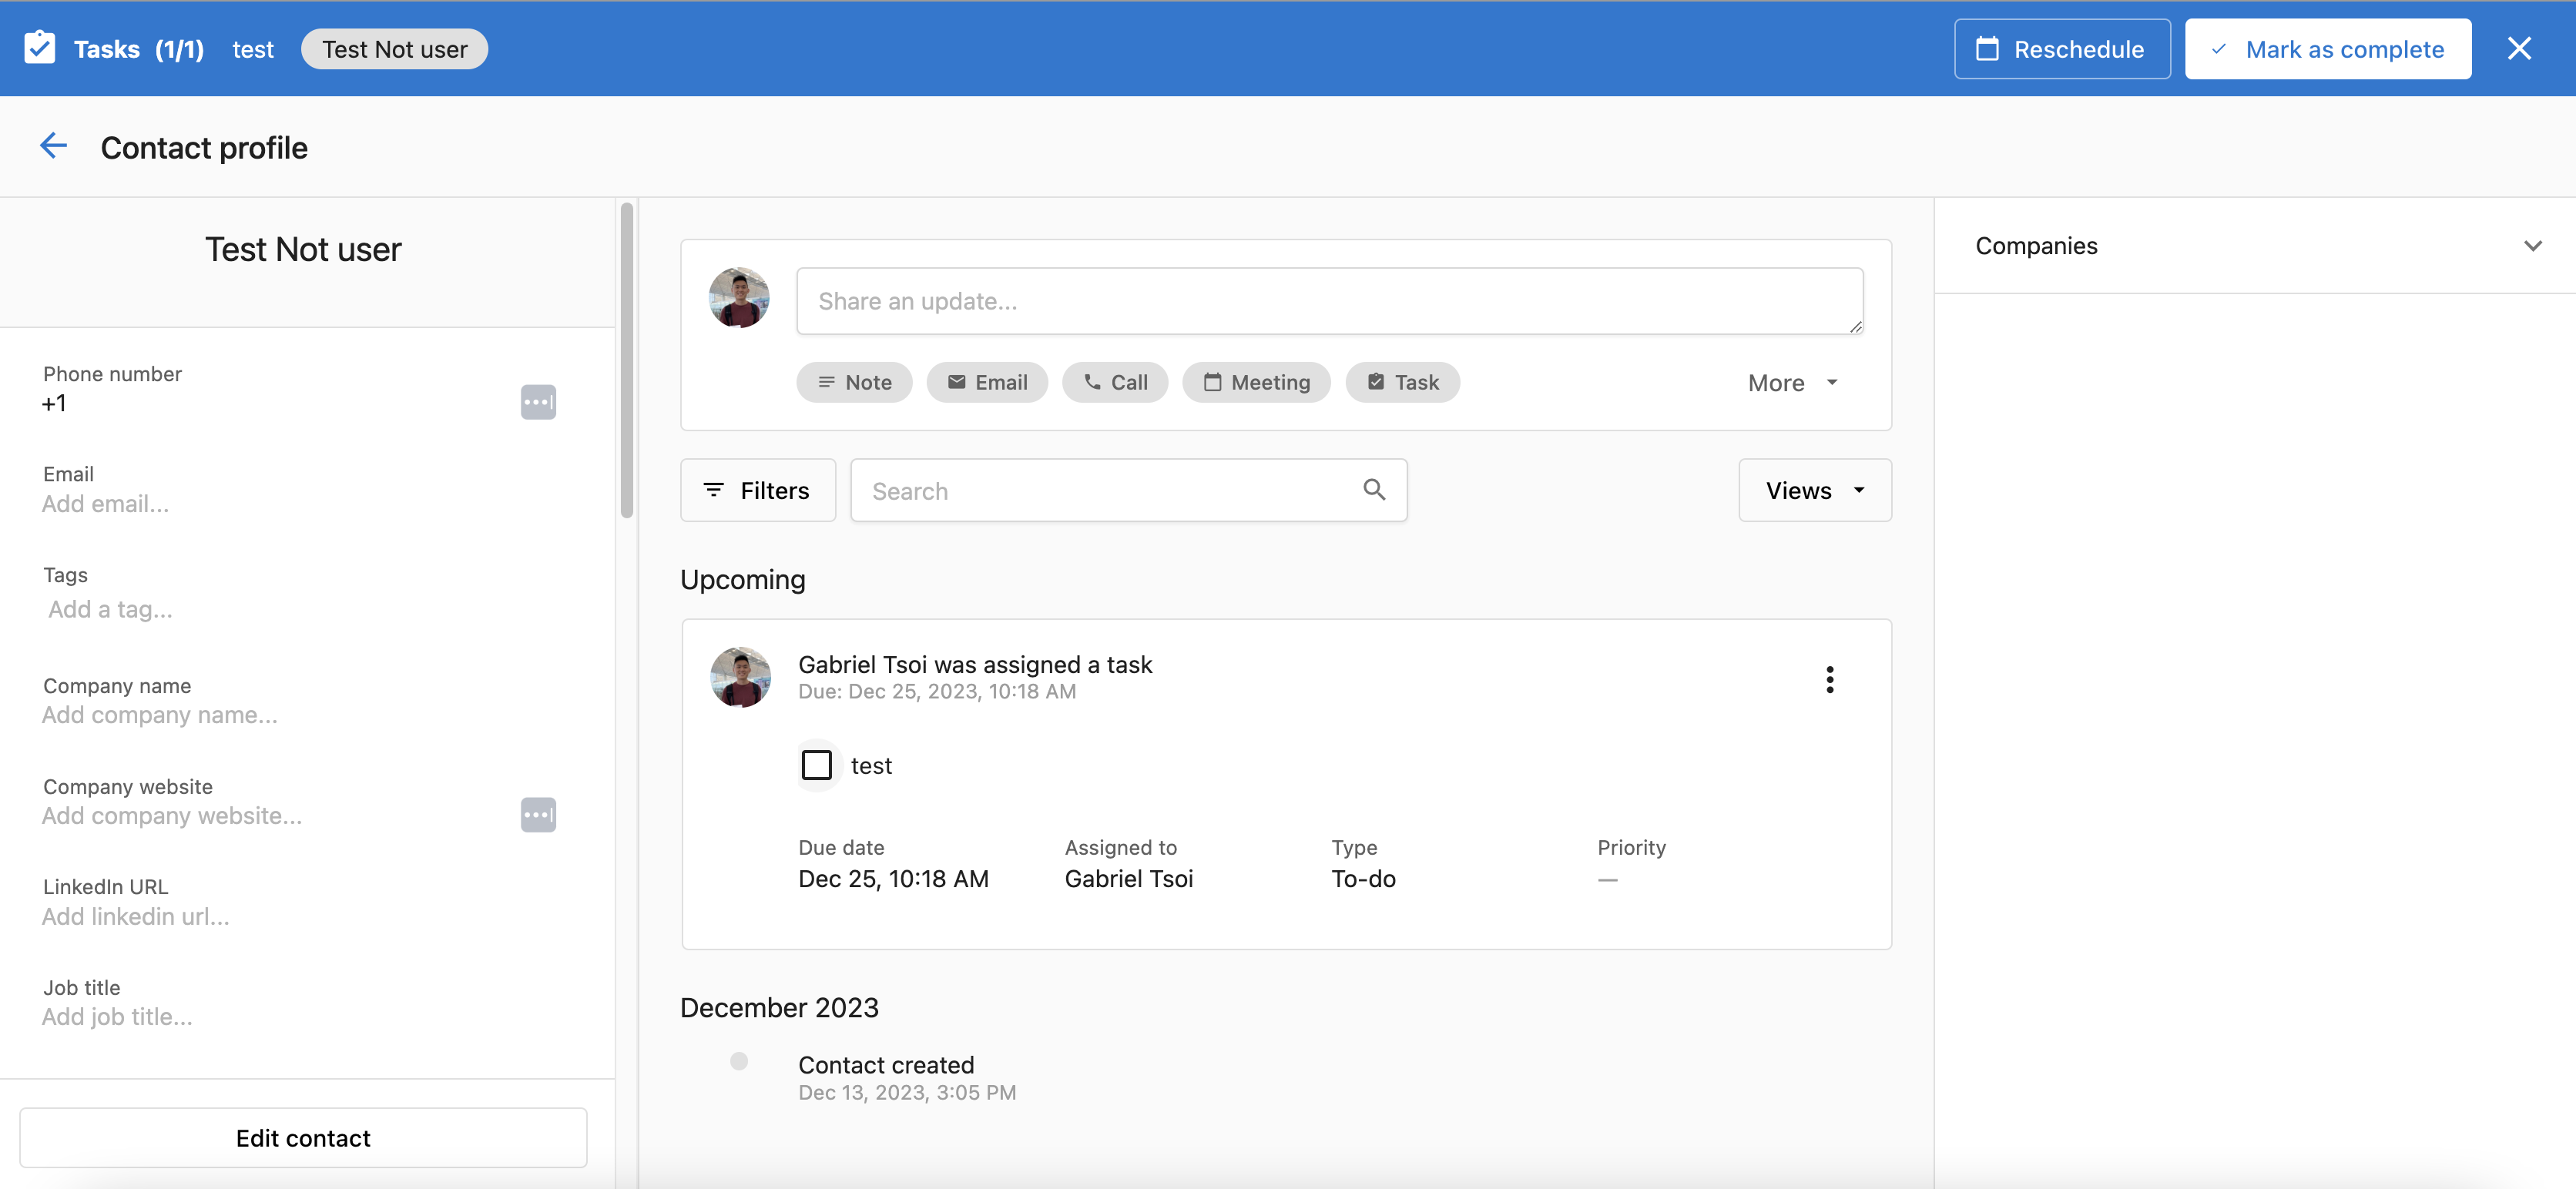 Tasks (1/1) test Test Not user Reschedule Mark as complete
Contact profile
Test Not user
Phone number
+1
Email
Add email...
Tags
Add a tag...
Company name
Add company name...
Company website
Add company website...
LinkedIn URL
Add linkedin url...
Job title
Add job title...
Edit contact
Share an update...
Note Email Call Meeting Task More
Filters Search Views
Upcoming
Gabriel Tsoi was assigned a task
Due: Dec 25, 2023, 10:18 AM
test
Due date Assigned to Type Priority
Dec 25, 10:18 AM Gabriel Tsoi To-do —
December 2023
Contact created
Dec 13, 2023, 3:05 PM
Companies